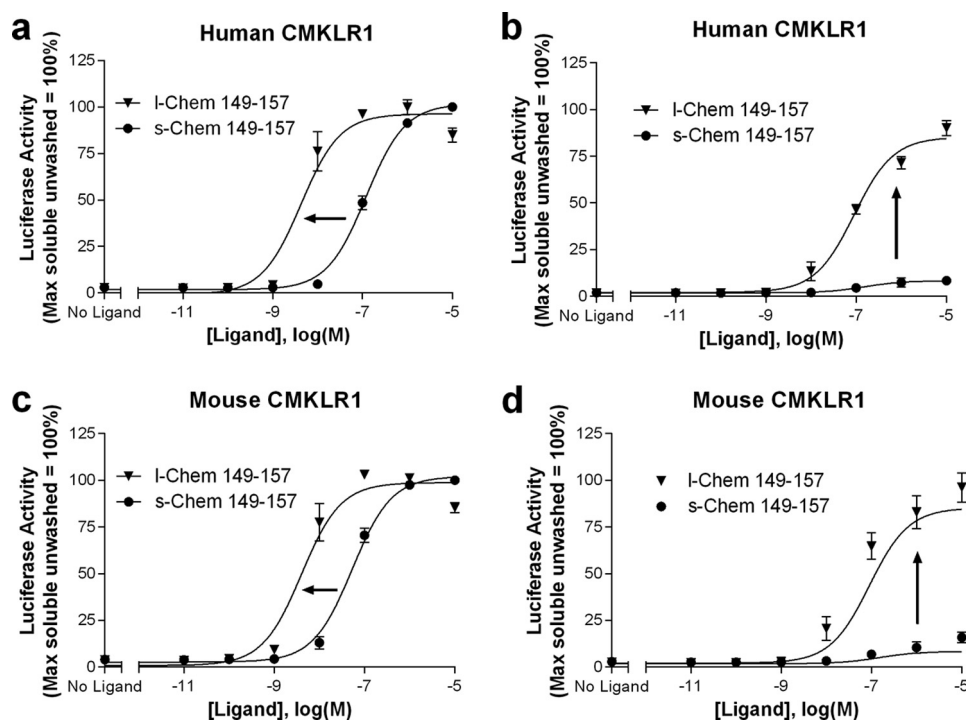 a
Human CMKLR1
Luciferase Activity
(Max soluble unwashed = 100%)
l-Chem 149-157
s-Chem 149-157
100
75
50
25
0
No Ligand
-11
-9
-7
-5
[Ligand], log(M)
b
Human CMKLR1
Luciferase Activity
(Max soluble unwashed = 100%)
l-Chem 149-157
s-Chem 149-157
125
100
75
50
25
0
No Ligand
-11
-9
-7
-5
[Ligand], log(M)
c
Mouse CMKLR1
Luciferase Activity
(Max soluble unwashed = 100%)
l-Chem 149-157
s-Chem 149-157
125
100
75
50
25
0
No Ligand
-11
-9
-7
-5
[Ligand], log(M)
d
Mouse CMKLR1
Luciferase Activity
(Max soluble unwashed = 100%)
l-Chem 149-157
s-Chem 149-157
125
100
75
50
25
0
No Ligand
-11
-9
-7
-5
[Ligand], log(M)